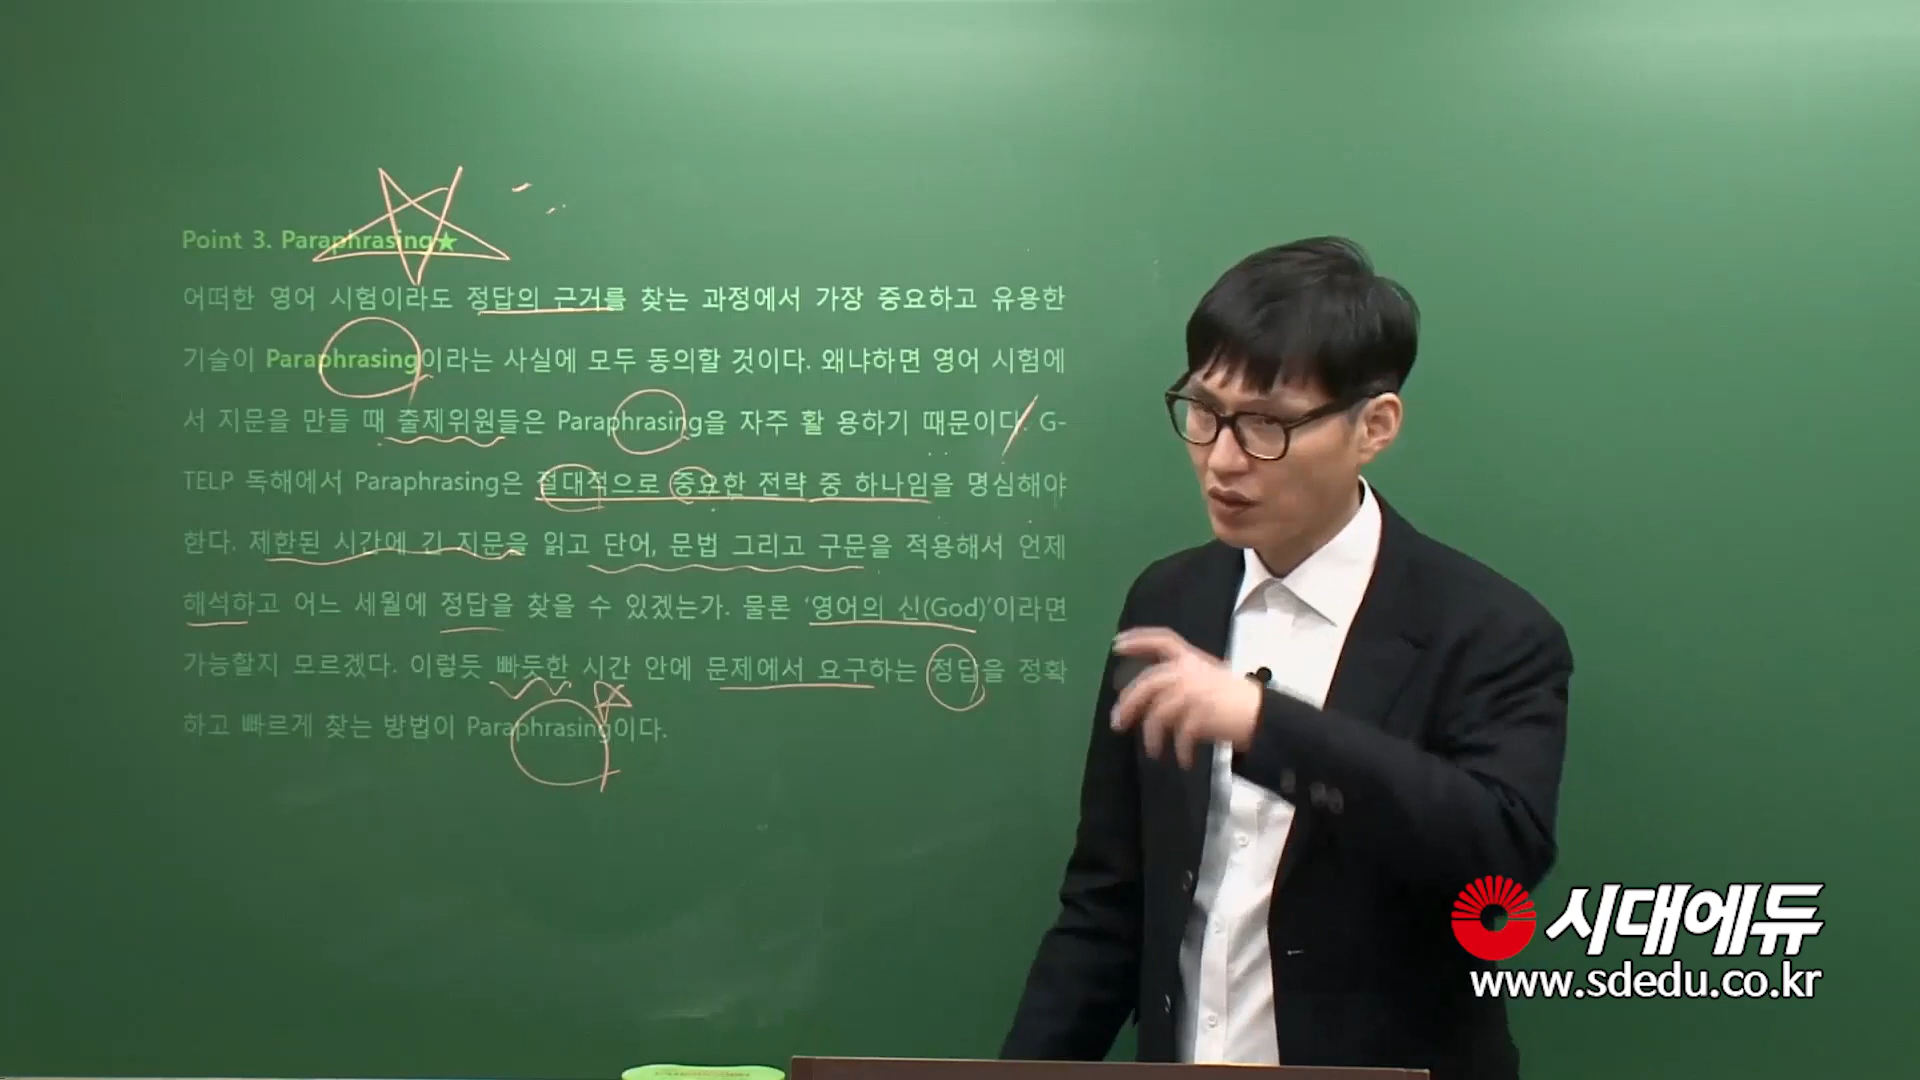 Point 3. Paraphrasing★
어떠한 영어 시험이라도 정답의 근거를 찾는 과정에서 가장 중요하고 유용한
기술이 Paraphrasing이라는 사실에 모두 동의할 것이다. 왜냐하면 영어 시험에
서 지문을 만들 때 출제위원들은 Paraphrasing을 자주 활 용하기 때문이다. G-
TELP 독해에서 Paraphrasing은 절대적으로 중요한 전략 중 하나임을 명심해야
한다. 제한된 시간에 긴 지문을 읽고 단어, 문법 그리고 구문을 적용해서 언제
해석하고 어느 세월에 정답을 찾을 수 있겠는가. 물론 ‘영어의 신(God)’이라면
가능할지 모르겠다. 이렇듯 빠듯한 시간 안에 문제에서 요구하는 정답을 정확
하고 빠르게 찾는 방법이 Paraphrasing이다.
시대에듀
www.sdedu.co.kr